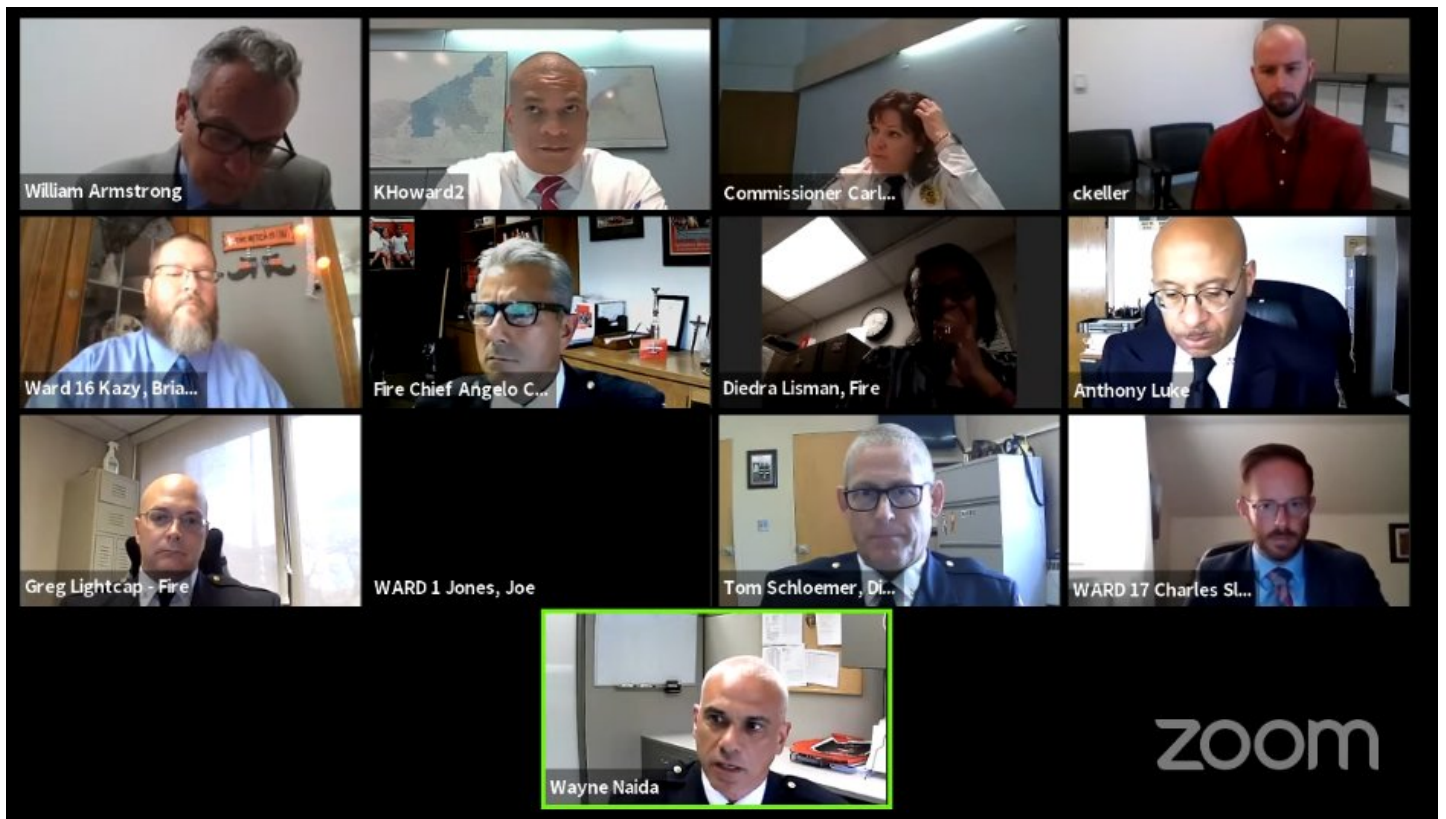 William Armstrong
KHoward2
Commissioner Carl...
ckeller
Ward 16 Kazy, Bria...
Fire Chief Angelo C...
Diedra Lisman, Fire
Anthony Luke
Greg Lightcap - Fire
WARD 1 Jones, Joe
Tom Schloemer, Di...
WARD 17 Charles Sl...
Wayne Naida
zoom